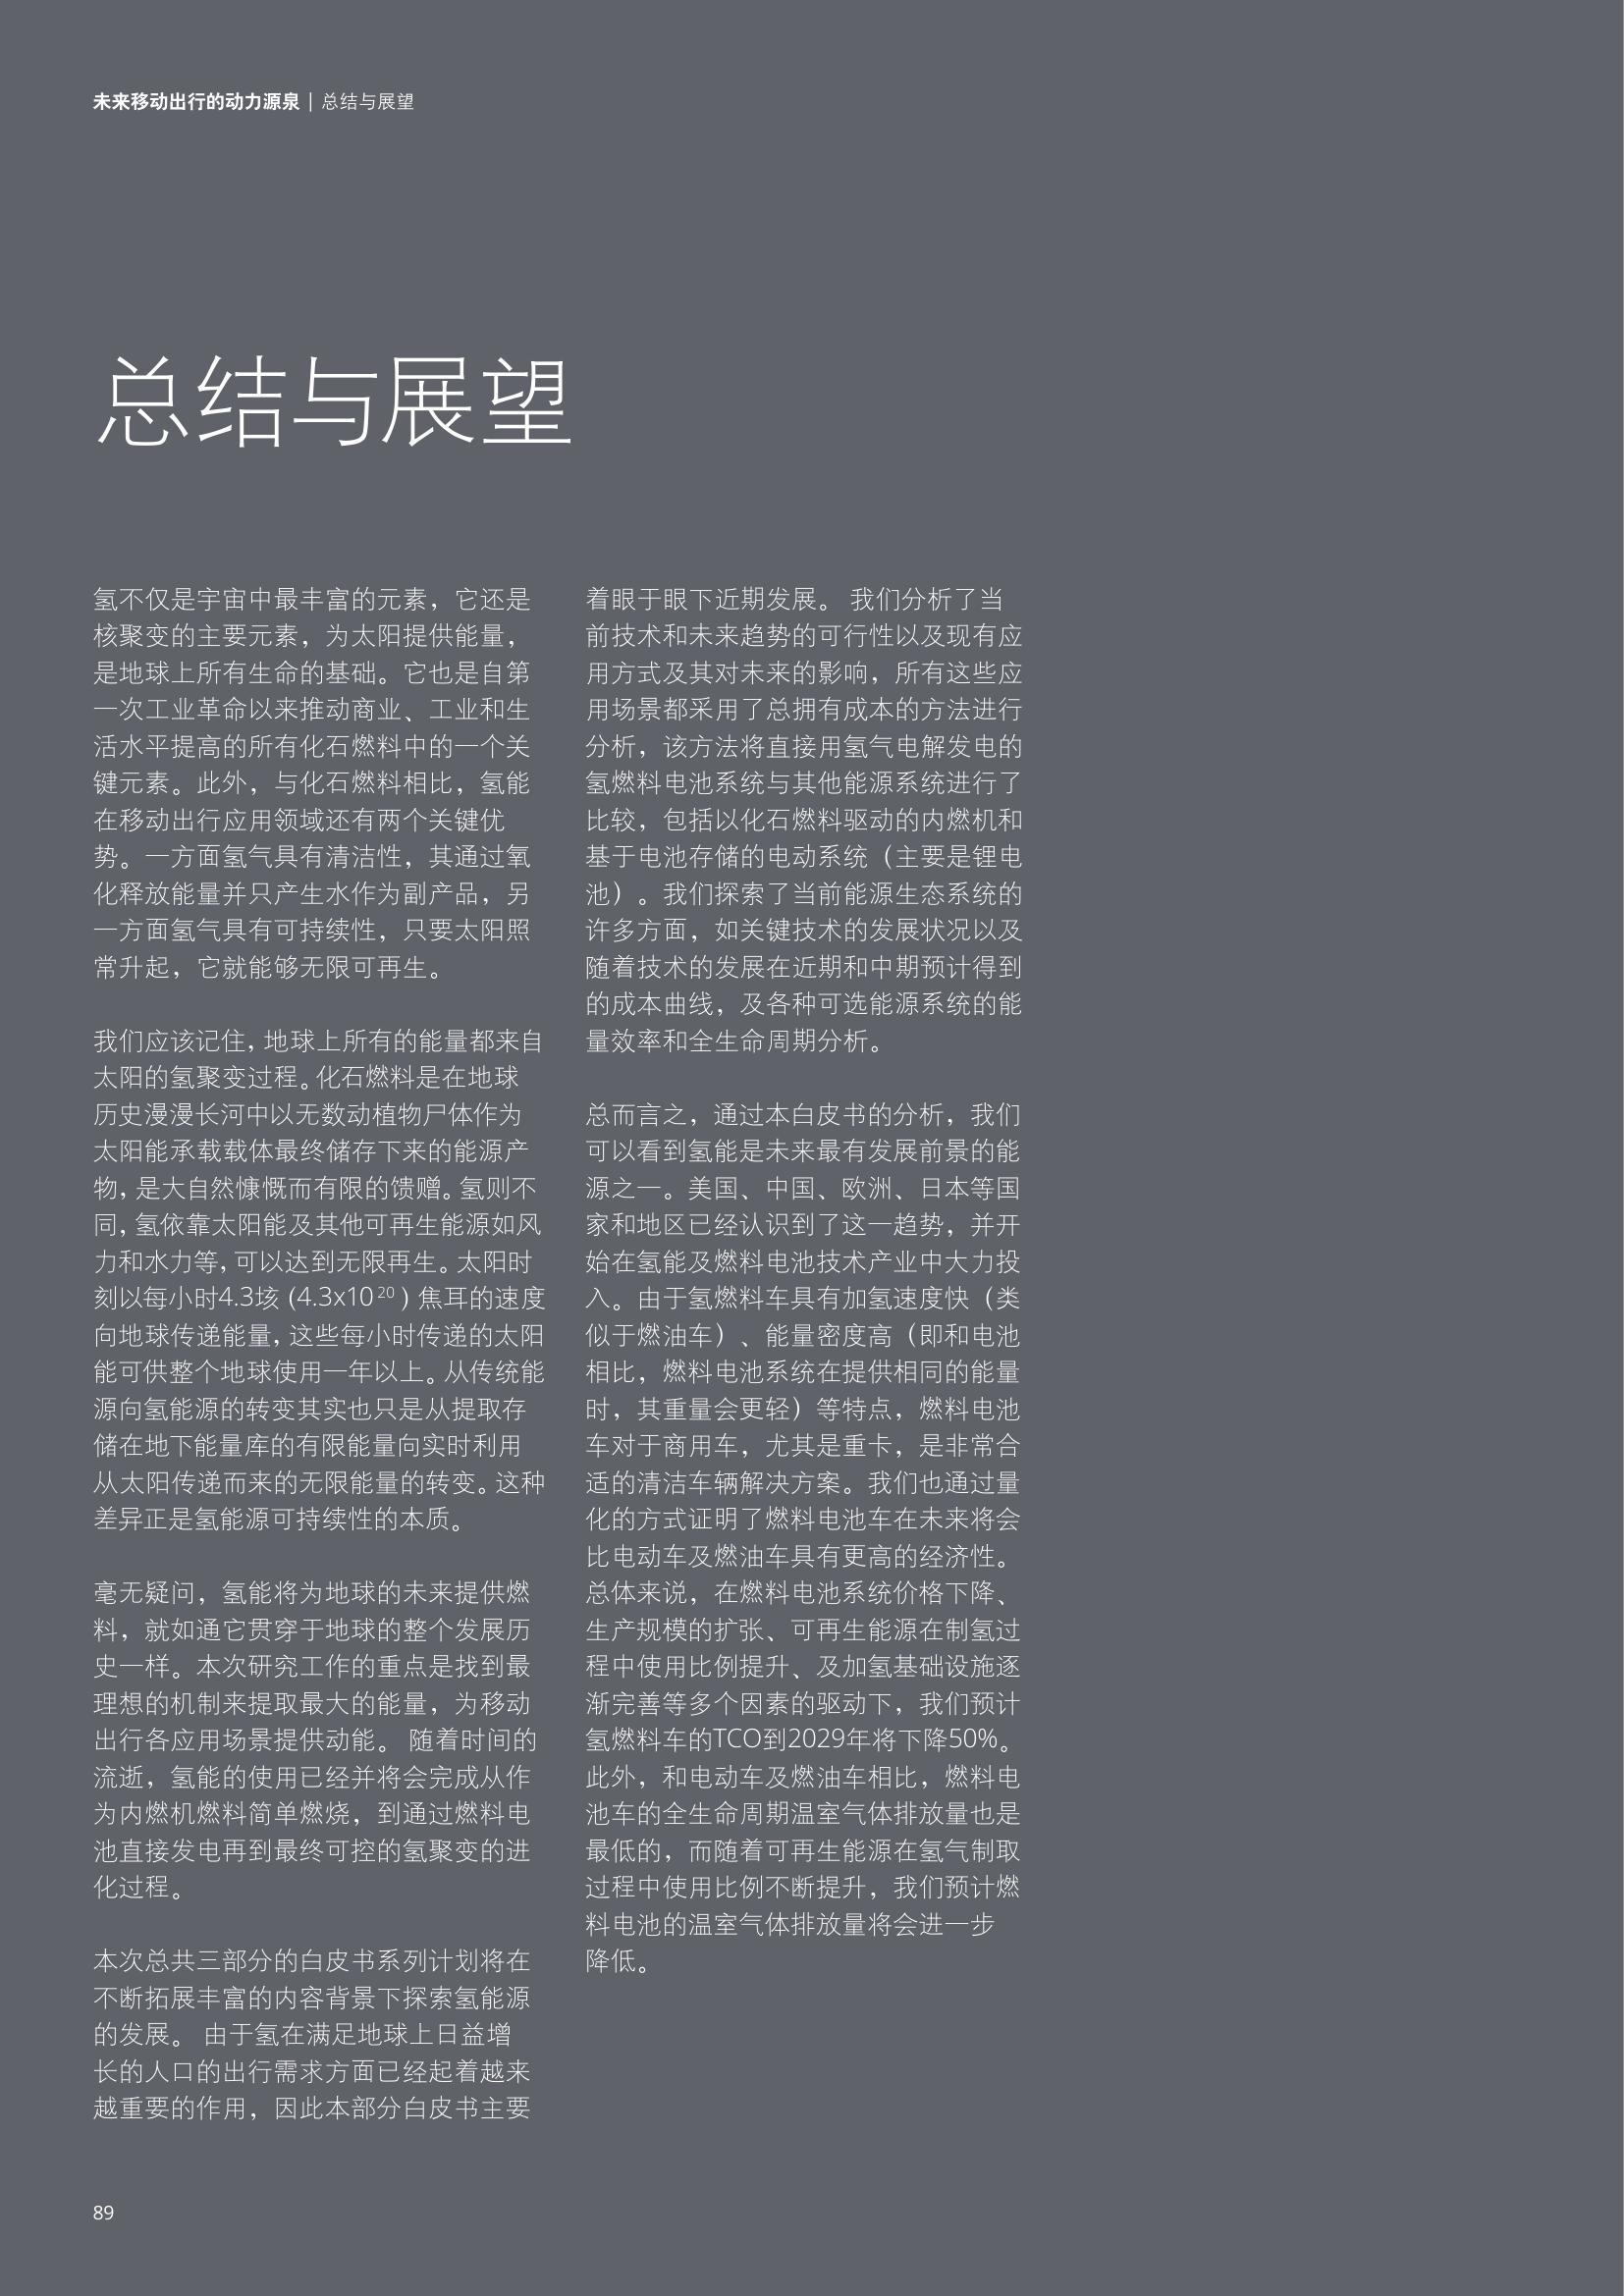 未来移动出行的动力源泉 | 总结与展望
总结与展望
氢不仅是宇宙中最丰富的元素，它还是
核聚变的主要元素，为太阳提供能量，
是地球上所有生命的基础。它也是自第
一次工业革命以来推动商业、工业和生
活水平提高的所有化石燃料中的一个关
键元素。此外，与化石燃料相比，氢能
在移动出行应用领域还有两个关键优
势。一方面氢气具有清洁性，其通过氧
化释放能量并只产生水作为副产品，另
一方面氢气具有可持续性，只要太阳照
常升起，它就能够无限可再生。
我们应该记住，地球上所有的能量都来自
太阳的氢聚变过程。化石燃料是在地球
历史漫漫长河中以无数动植物尸体作为
太阳能承载载体最终储存下来的能源产
物，是大自然慷慨而有限的馈赠。氢则不
同，氢依靠太阳能及其他可再生能源如风
力和水力等，可以达到无限再生。太阳时
刻以每小时4.3垓 (4.3x10²⁰) 焦耳的速度
向地球传递能量，这些每小时传递的太阳
能可供整个地球使用一年以上。从传统能
源向氢能源的转变其实也只是从提取存
储在地下能量库的有限能量向实时利用
从太阳传递而来的无限能量的转变。这种
差异正是氢能源可持续性的本质。
毫无疑问，氢能将为地球的未来提供燃
料，就如通它贯穿于地球的整个发展历
史一样。本次研究工作的重点是找到最
理想的机制来提取最大的能量，为移动
出行各应用场景提供动能。 随着时间的
流逝，氢能的使用已经并将会完成从作
为内燃机燃料简单燃烧，到通过燃料电
池直接发电再到最终可控的氢聚变的进
化过程。
本次总共三部分的白皮书系列计划将在
不断拓展丰富的内容背景下探索氢能源
的发展。 由于氢在满足地球上日益增
长的人口的出行需求方面已经起着越来
越重要的作用，因此本部分白皮书主要
着眼于眼下近期发展。 我们分析了当
前技术和未来趋势的可行性以及现有应
用方式及其对未来的影响，所有这些应
用场景都采用了总拥有成本的方法进行
分析，该方法将直接用氢气电解发电的
氢燃料电池系统与其他能源系统进行了
比较，包括以化石燃料驱动的内燃机和
基于电池存储的电动系统（主要是锂电
池）。我们探索了当前能源生态系统的
许多方面，如关键技术的发展状况以及
随着技术的发展在近期和中期预计得到
的成本曲线，及各种可选能源系统的能
量效率和全生命周期分析。
总而言之，通过本白皮书的分析，我们
可以看到氢能是未来最有发展前景的能
源之一。美国、中国、欧洲、日本等国
家和地区已经认识到了这一趋势，并开
始在氢能及燃料电池技术产业中大力投
入。由于氢燃料车具有加氢速度快（类
似于燃油车）、能量密度高（即和电池
相比，燃料电池系统在提供相同的能量
时，其重量会更轻）等特点，燃料电池
车对于商用车，尤其是重卡，是非常合
适的清洁车辆解决方案。我们也通过量
化的方式证明了燃料电池车在未来将会
比电动车及燃油车具有更高的经济性。
总体来说，在燃料电池系统价格下降、
生产规模的扩张、可再生能源在制氢过
程中使用比例提升、及加氢基础设施逐
渐完善等多个因素的驱动下，我们预计
氢燃料车的TCO到2029年将下降50%。
此外，和电动车及燃油车相比，燃料电
池车的全生命周期温室气体排放量也是
最低的，而随着可再生能源在氢气制取
过程中使用比例不断提升，我们预计燃
料电池的温室气体排放量将会进一步
降低。
89